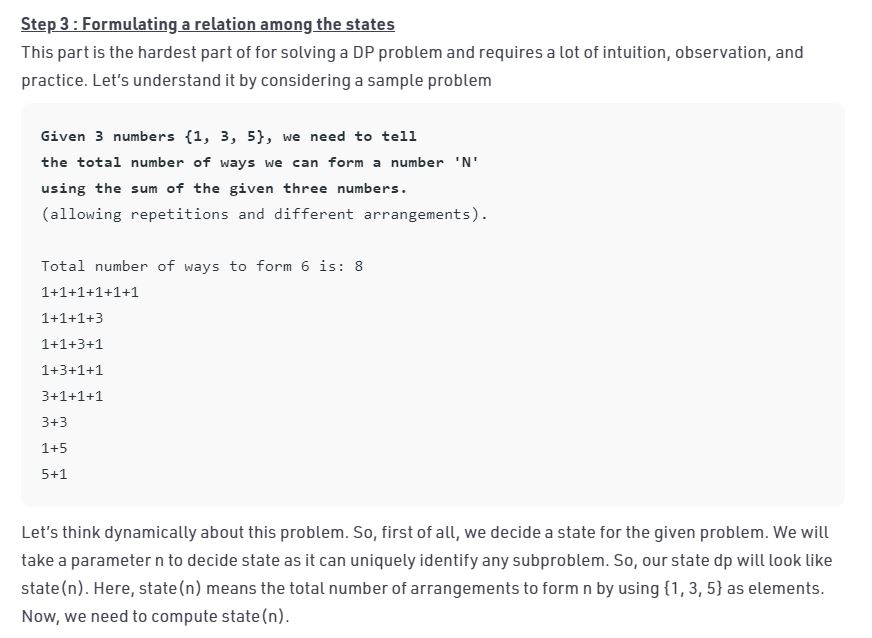 Step 3 : Formulating a relation among the states
This part is the hardest part of for solving a DP problem and requires a lot of intuition, observation, and
practice. Let's understand it by considering a sample problem
Given 3 numbers {1, 3, 5}, we need to tell
the total number of ways we can form a number 'N'
using the sum of the given three numbers.
(allowing repetitions and different arrangements).
Total number of ways to form 6 is: 8
1+1+1+1+1+1
1+1+1+3
1+1+3+1
1+3+1+1
3+1+1+1
3+3
1+5
5+1
Let's think dynamically about this problem. So, first of all, we decide a state for the given problem. We will
take a parameter n to decide state as it can uniquely identify any subproblem. So, our state dp will look like
state(n). Here, state(n) means the total number of arrangements to form n by using {1, 3, 5} as elements.
Now, we need to compute state(n).